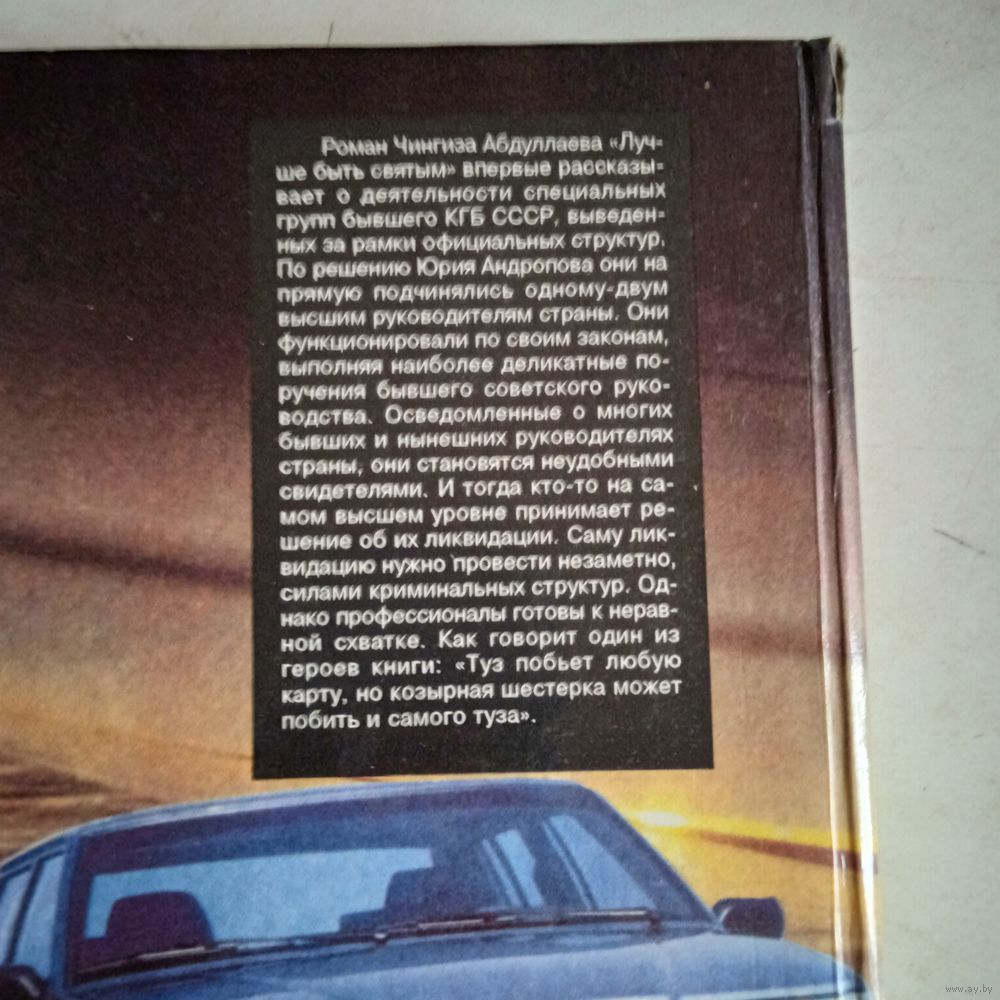 Роман Чингиза Абдуллаева «Луч-
ше быть святым» впервые рассказы-
вает о деятельности специальных
групп бывшего КГБ СССР, выведен-
ных за рамки официальных структур.
По решению Юрия Андропова они на
прямую подчинялись одному-двум
высшим руководителям страны. Они
функционировали по своим законам,
выполняя наиболее деликатные по-
ручения бывшего советского руко-
водства. Осведомленные о многих
бывших и нынешних руководителях
страны, они становятся неудобными
свидетелями. И тогда кто-то на са-
мом высшем уровне принимает ре-
шение об их ликвидации. Саму лик-
видацию нужно провести незаметно,
силами криминальных структур. Од-
нако профессионалы готовы к нерав-
ной схватке. Как говорит один из
героев книги: «Туз побьет любую
карту, но козырная шестерка может
побить и самого туза».
www.ay.by